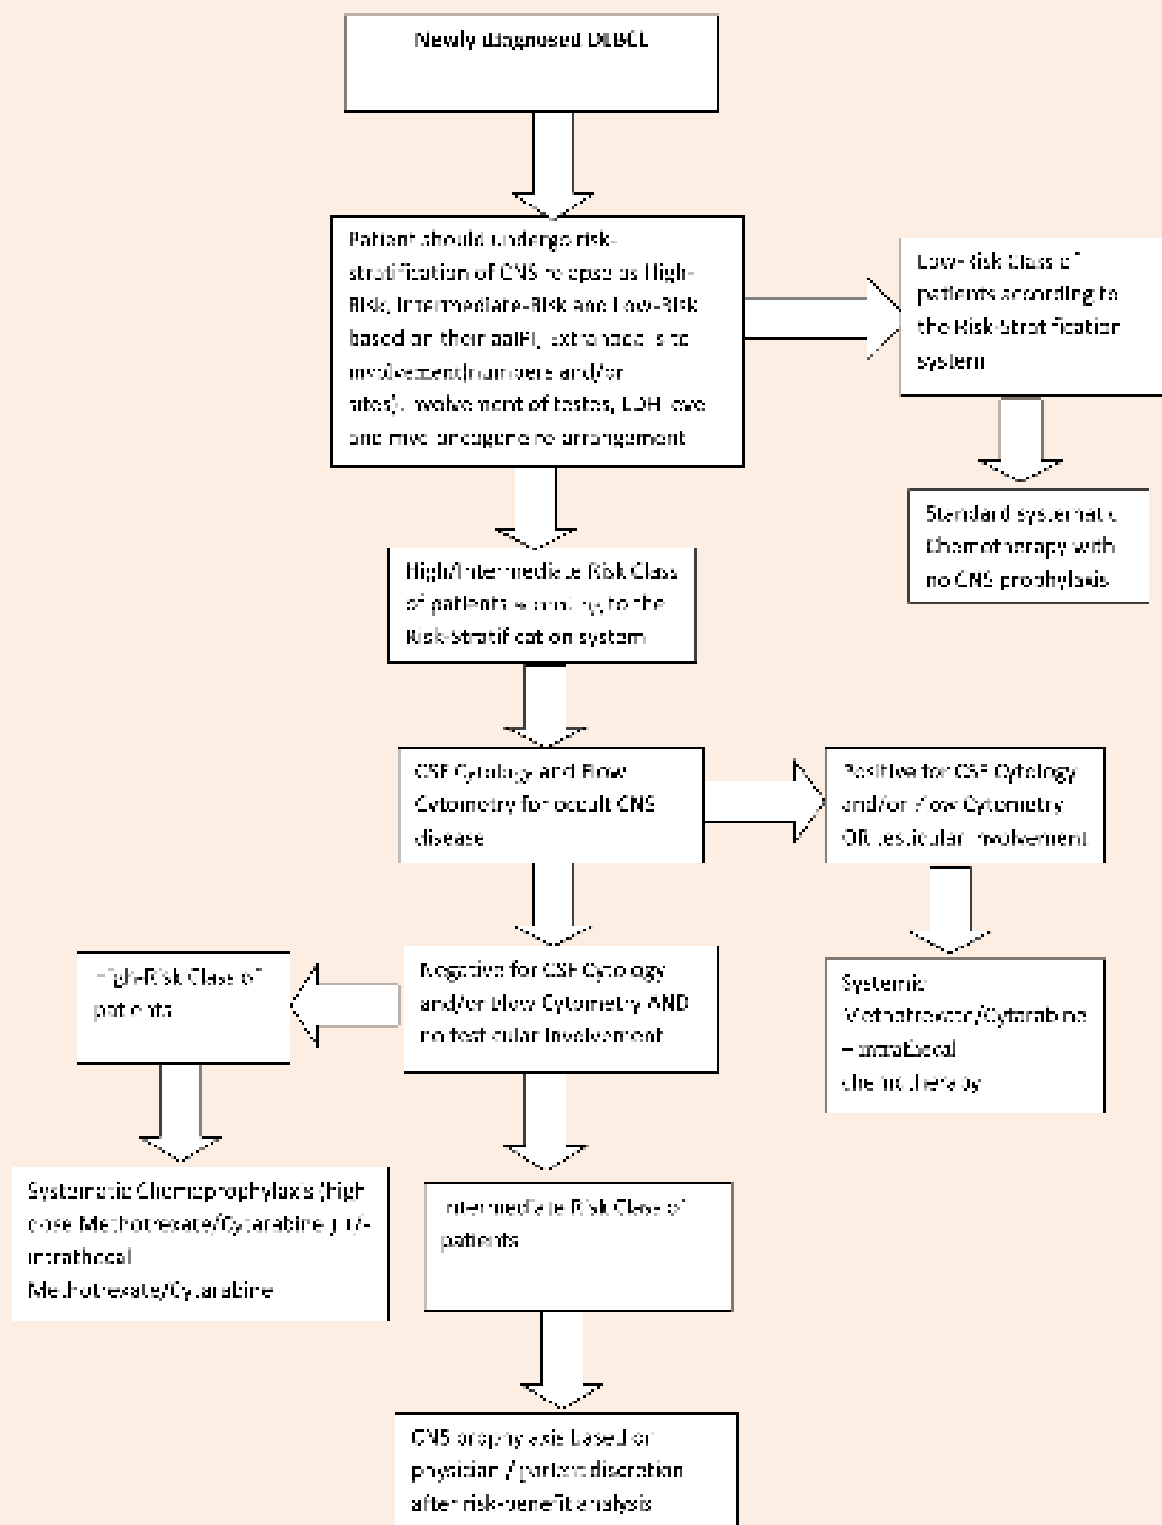 Newly diagnosed DLBCL
Patient should undergo risk-
stratification of CNS relapse as High-
Risk, Intermediate-Risk and Low-Risk
based on their aaIPI, extranodal site
involvement(numbers and/or
sites), involvement of testes, LDH leve
and myc oncogene re-arrangement
Low-Risk Class of
patients according to
the Risk-Stratification
system
Standard systematic
Chemotherapy with
no CNS prophylaxis
High/Intermediate Risk Class
of patients according to the
Risk-Stratification system
CSF Cytology and Flow
Cytometry for occult CNS
disease
Positive for CSF Cytology
and/or Flow Cytometry
OR testicular involvement
Negative for CSF Cytology
and/or Flow Cytometry AND
no testicular involvement
High-Risk Class of
patients
Systemic
Methotrexate/Cytarabine
intrathecal
chemotherapy
Systematic Chemoprophylaxis (high
dose Methotrexate/Cytarabine ) +/-
intrathecal
Methotrexate/Cytarabine
Intermediate Risk Class of
patients
CNS prophylaxis based on
physician / patient discretion
after risk-benefit analysis